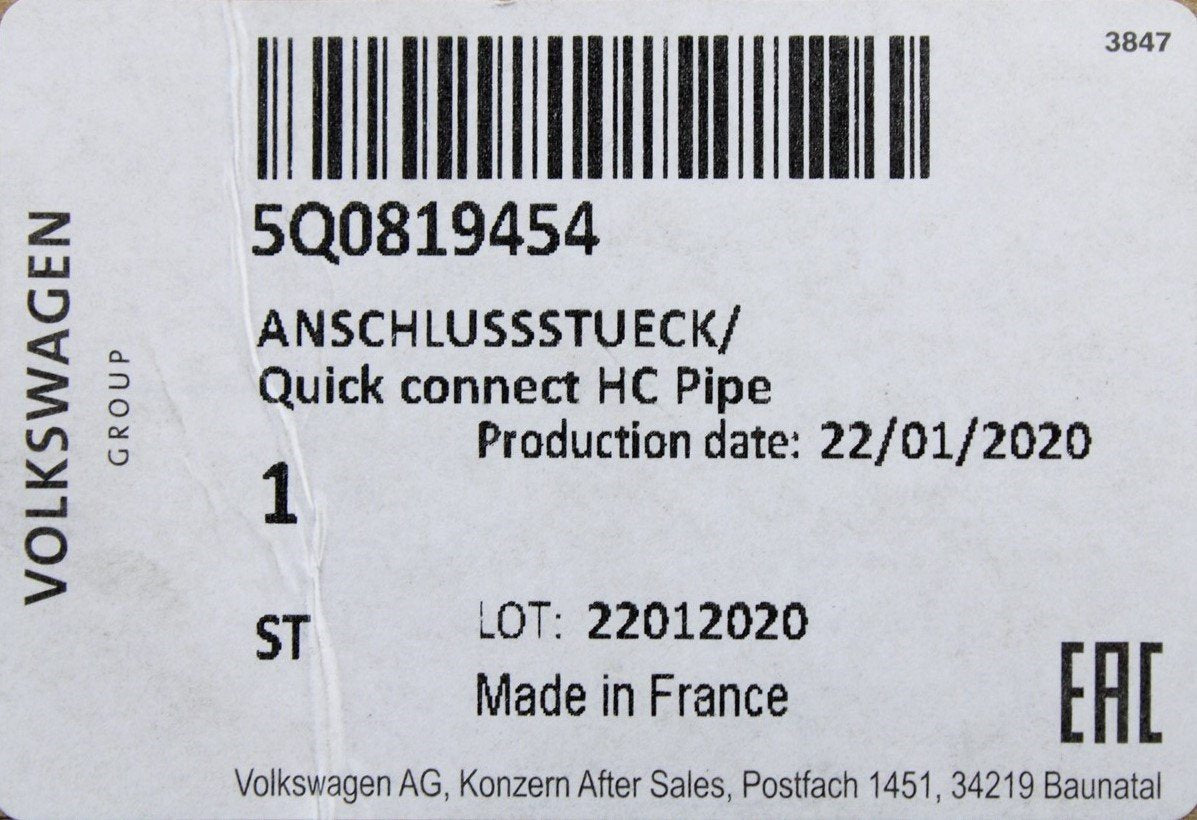 3847
5Q0819454
ANSCHLUSSSTUECK/
Quick connect HC Pipe
Production date: 22/01/2020
1
ST
LOT: 22012020
Made in France
EAC
Volkswagen AG, Konzern After Sales, Postfach 1451, 34219 Baunatal
VOLKSWAGEN
GROUP